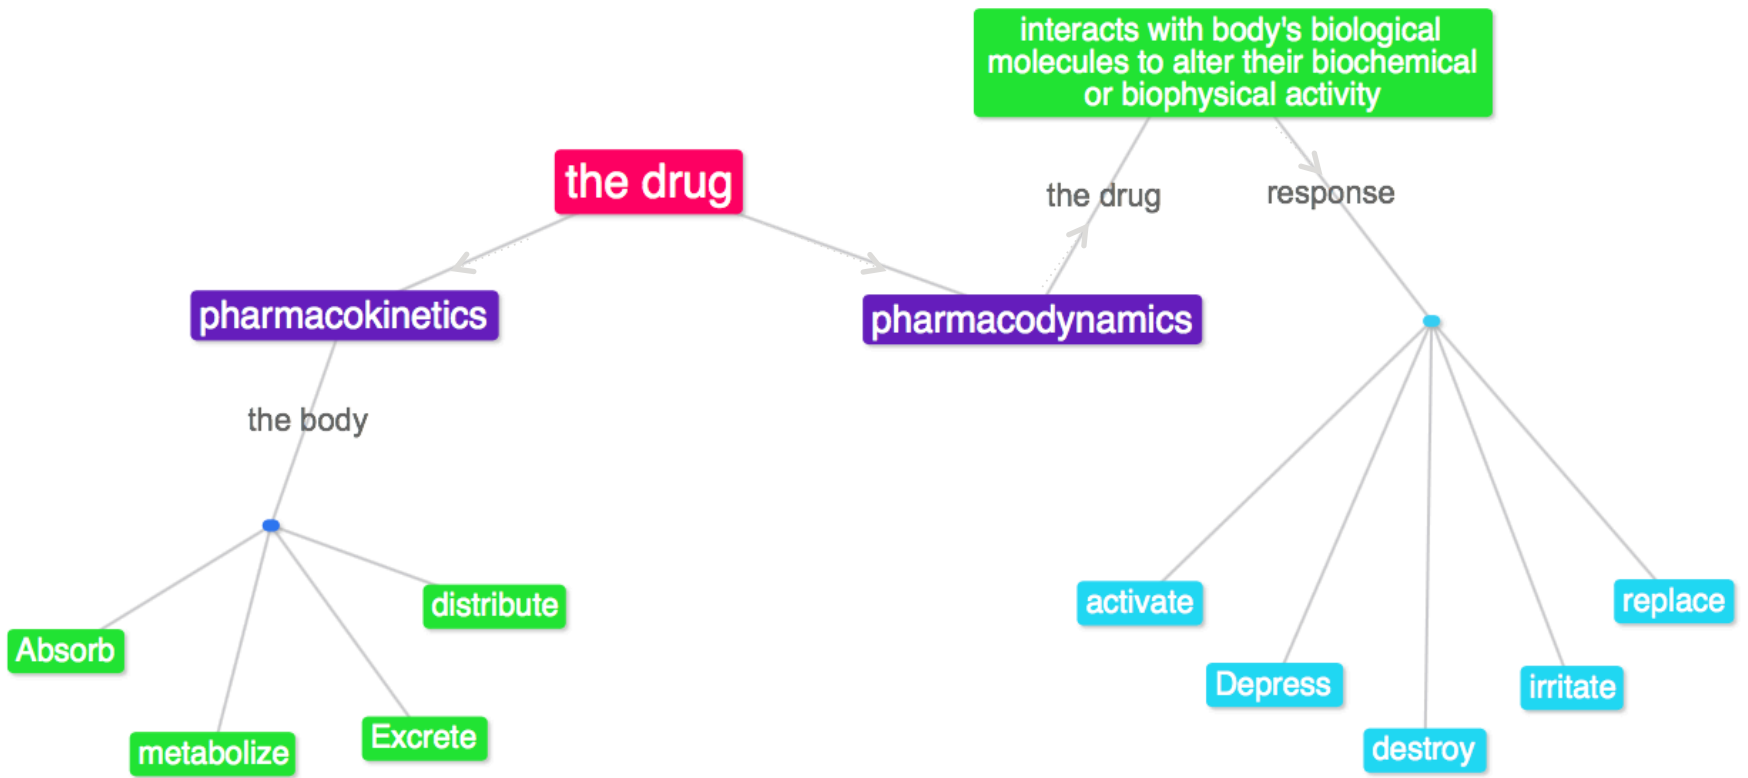 interacts with body's biological
molecules to alter their biochemical
or biophysical activity
the drug
the drug
response
pharmacokinetics
pharmacodynamics
the body
distribute
activate
replace
Absorb
Depress
irritate
metabolize
Excrete
destroy